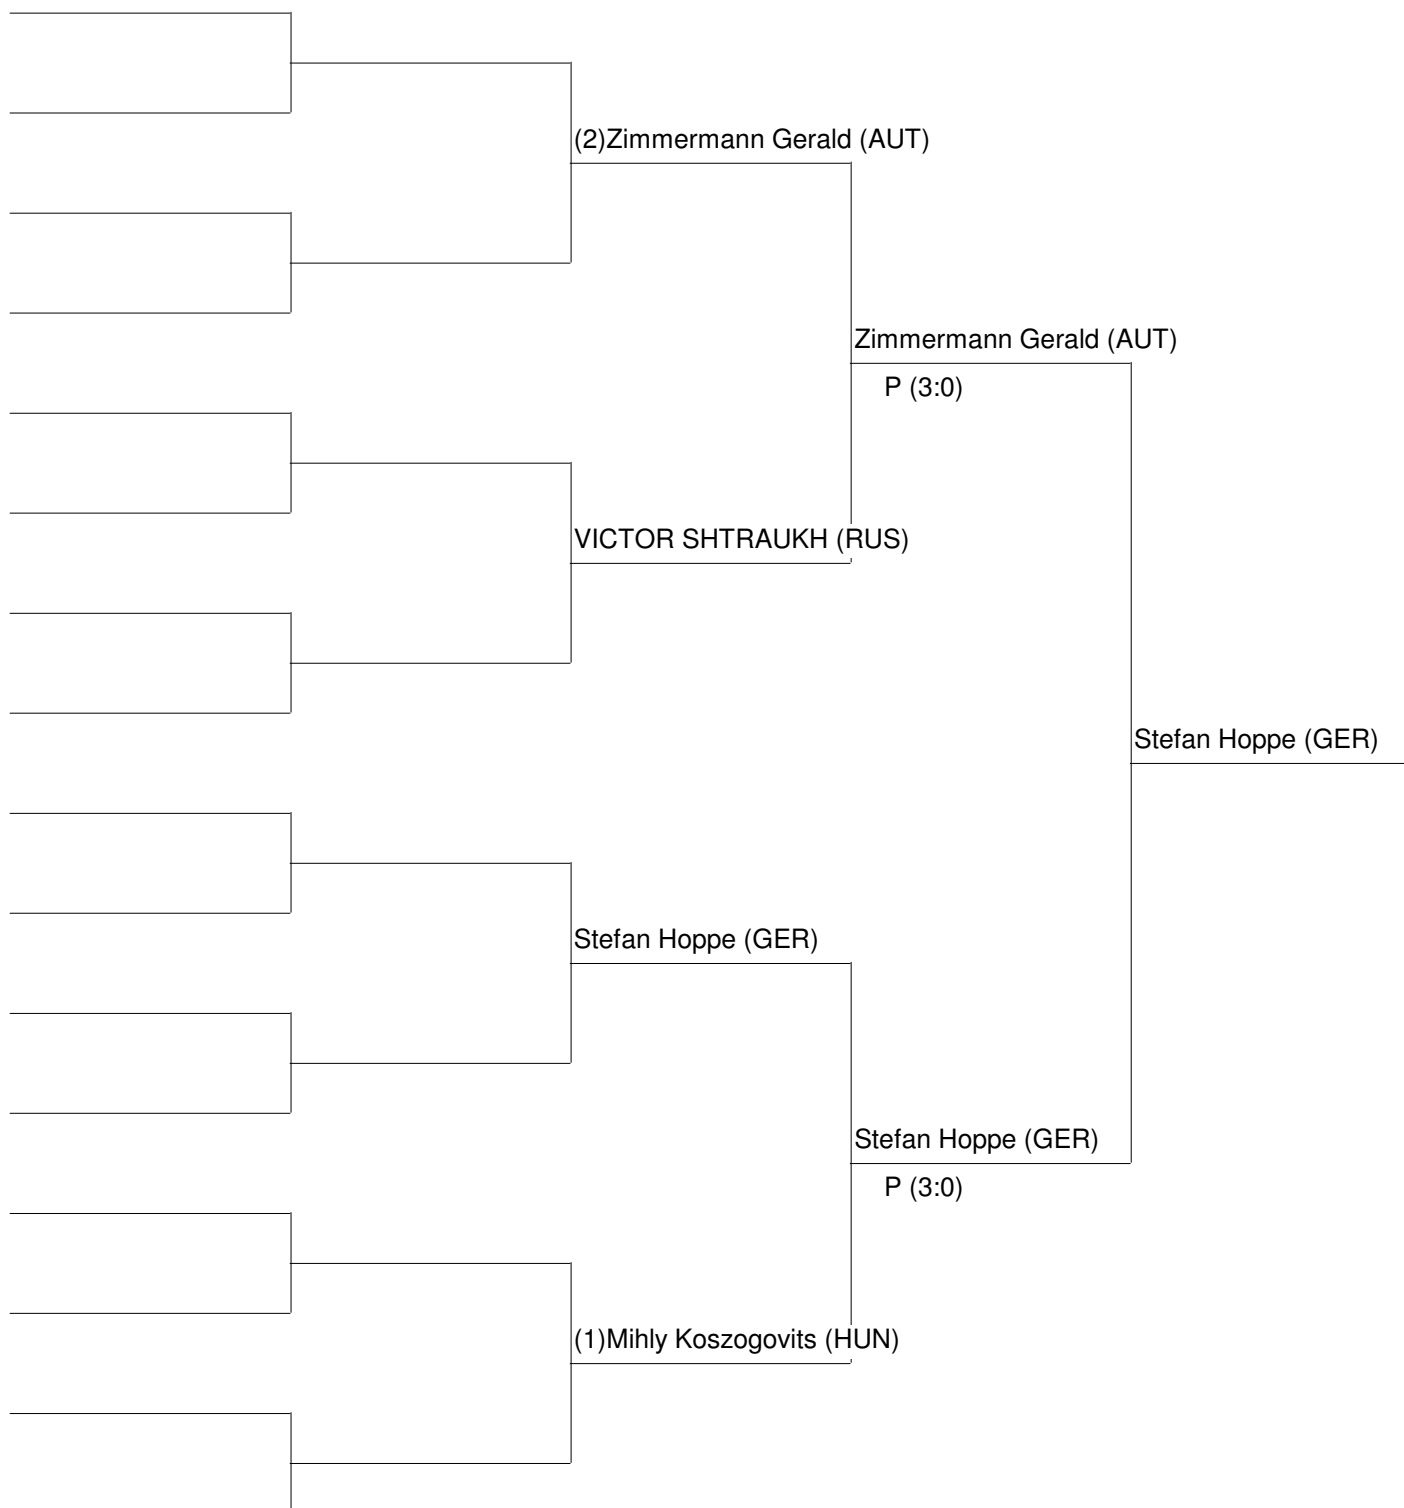 (2)Zimmermann Gerald (AUT)
Zimmermann Gerald (AUT)
P (3:0)
VICTOR SHTRAUKH (RUS)
Stefan Hoppe (GER)
Stefan Hoppe (GER)
Stefan Hoppe (GER)
P (3:0)
(1)Mihly Koszogovits (HUN)